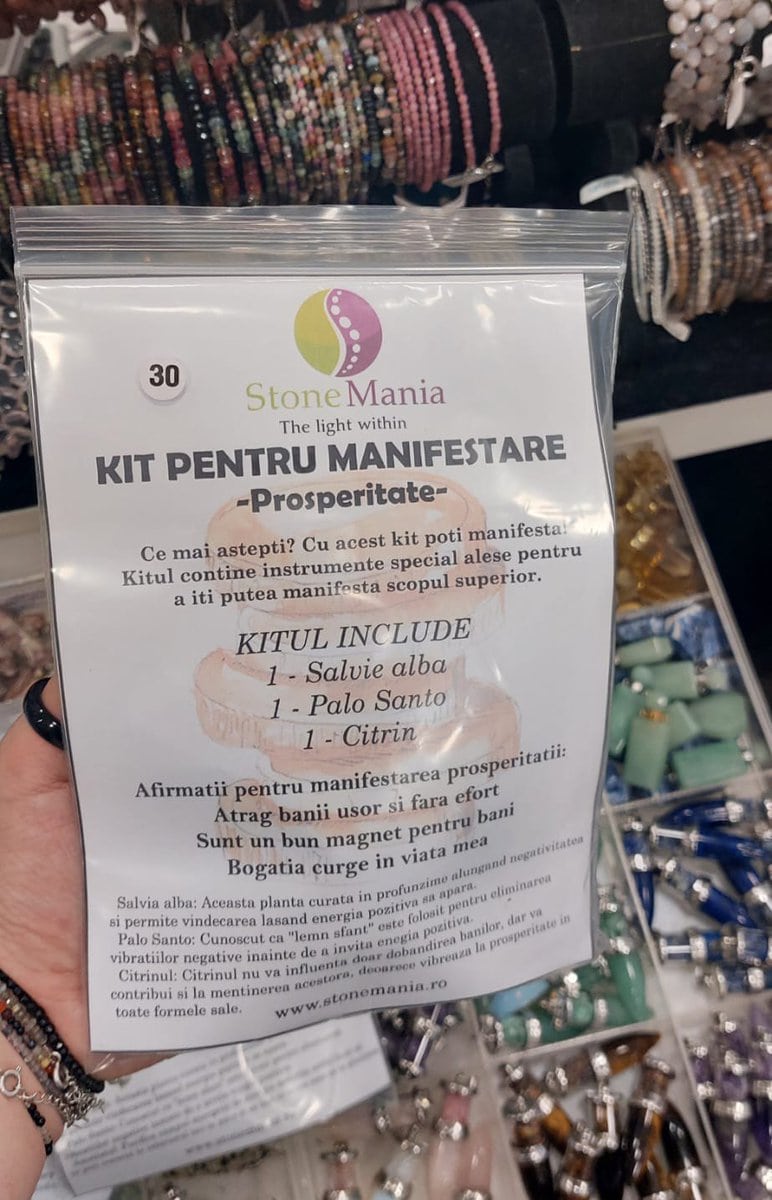 30
StoneMania
The light within
KIT PENTRU MANIFESTARE
-Prosperitate-
Ce mai astepti? Cu acest kit poti manifesta!
Kitul contine instrumente special alese pentru
a iti putea manifesta scopul superior.
KITUL INCLUDE
1 - Salvie alba
1 - Palo Santo
1 - Citrin
Afirmatii pentru manifestarea prosperitatii:
Atrag banii usor si fara efort
Sunt un bun magnet pentru bani
Bogatia curge in viata mea
Salvia alba: Aceasta planta curata in profunzime alungand negativitatea
si permite vindecarea lasand energia pozitiva sa apara.
Palo Santo: Cunoscut ca "lemn sfant" este folosit pentru eliminarea
vibratiilor negative inainte de a invita enegia pozitiva.
Citrinul: Citrinul nu va influenta doar dobandirea banilor, dar va
contribui si la mentinerea acestora, deoarece vibreaza la prosperitate in
toate formele sale.
www.stonemania.ro